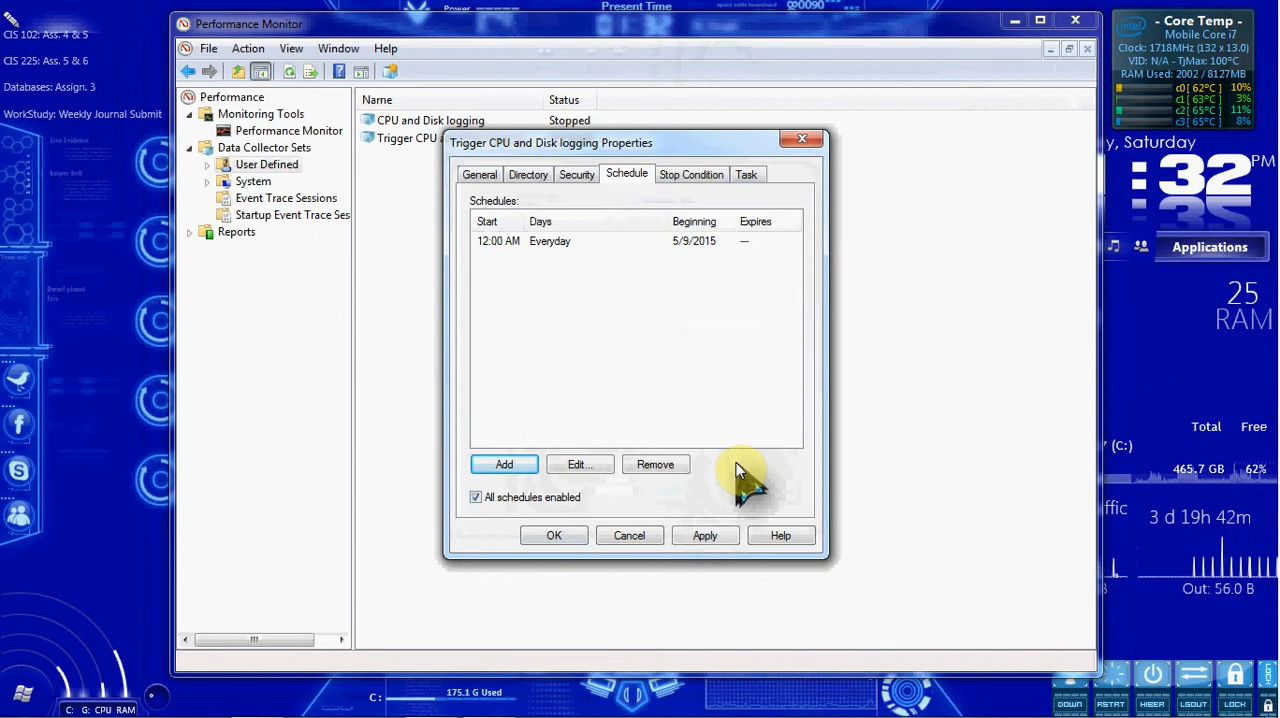 Power
Present Time
CIS 102: Ass. 4 & 5
CIS 225: Ass. 5 & 6
Databases: Assign. 3
WorkStudy: Weekly Journal Submit
Performance Monitor
File Action View Window Help
Performance
Monitoring Tools
Performance Monitor
Data Collector Sets
User Defined
System
Event Trace Sessions
Startup Event Trace Ses
Reports
Name Status
CPU and Disk logging Stopped
Trigger CPU
Trigger CPU and Disk logging Properties
General Directory Security Schedule Stop Condition Task
Schedules:
Start Days Beginning Expires
12:00 AM Everyday 5/9/2015 ---
Add Edit... Remove
All schedules enabled
OK Cancel Apply Help
intel
- Core Temp -
Mobile Core i7
Clock: 1718MHz (132 x 13.0)
VID: N/A - TjMax: 100°C
RAM Used: 2002 / 8127MB
c0[ 62°C ] 10%
c1[ 63°C ] 3%
c2[ 65°C ] 11%
c3[ 65°C ] 8%
y, Saturday
:32 PM
Applications
25
RAM
Total Free
(C:)
465.7 GB 62%
ffic
3 d 19h 42m
Out: 56.0 B
C: 175.1 G Used
C: G: CPU RAM
DOWN RSTRT HIBER LGOUT LOCK